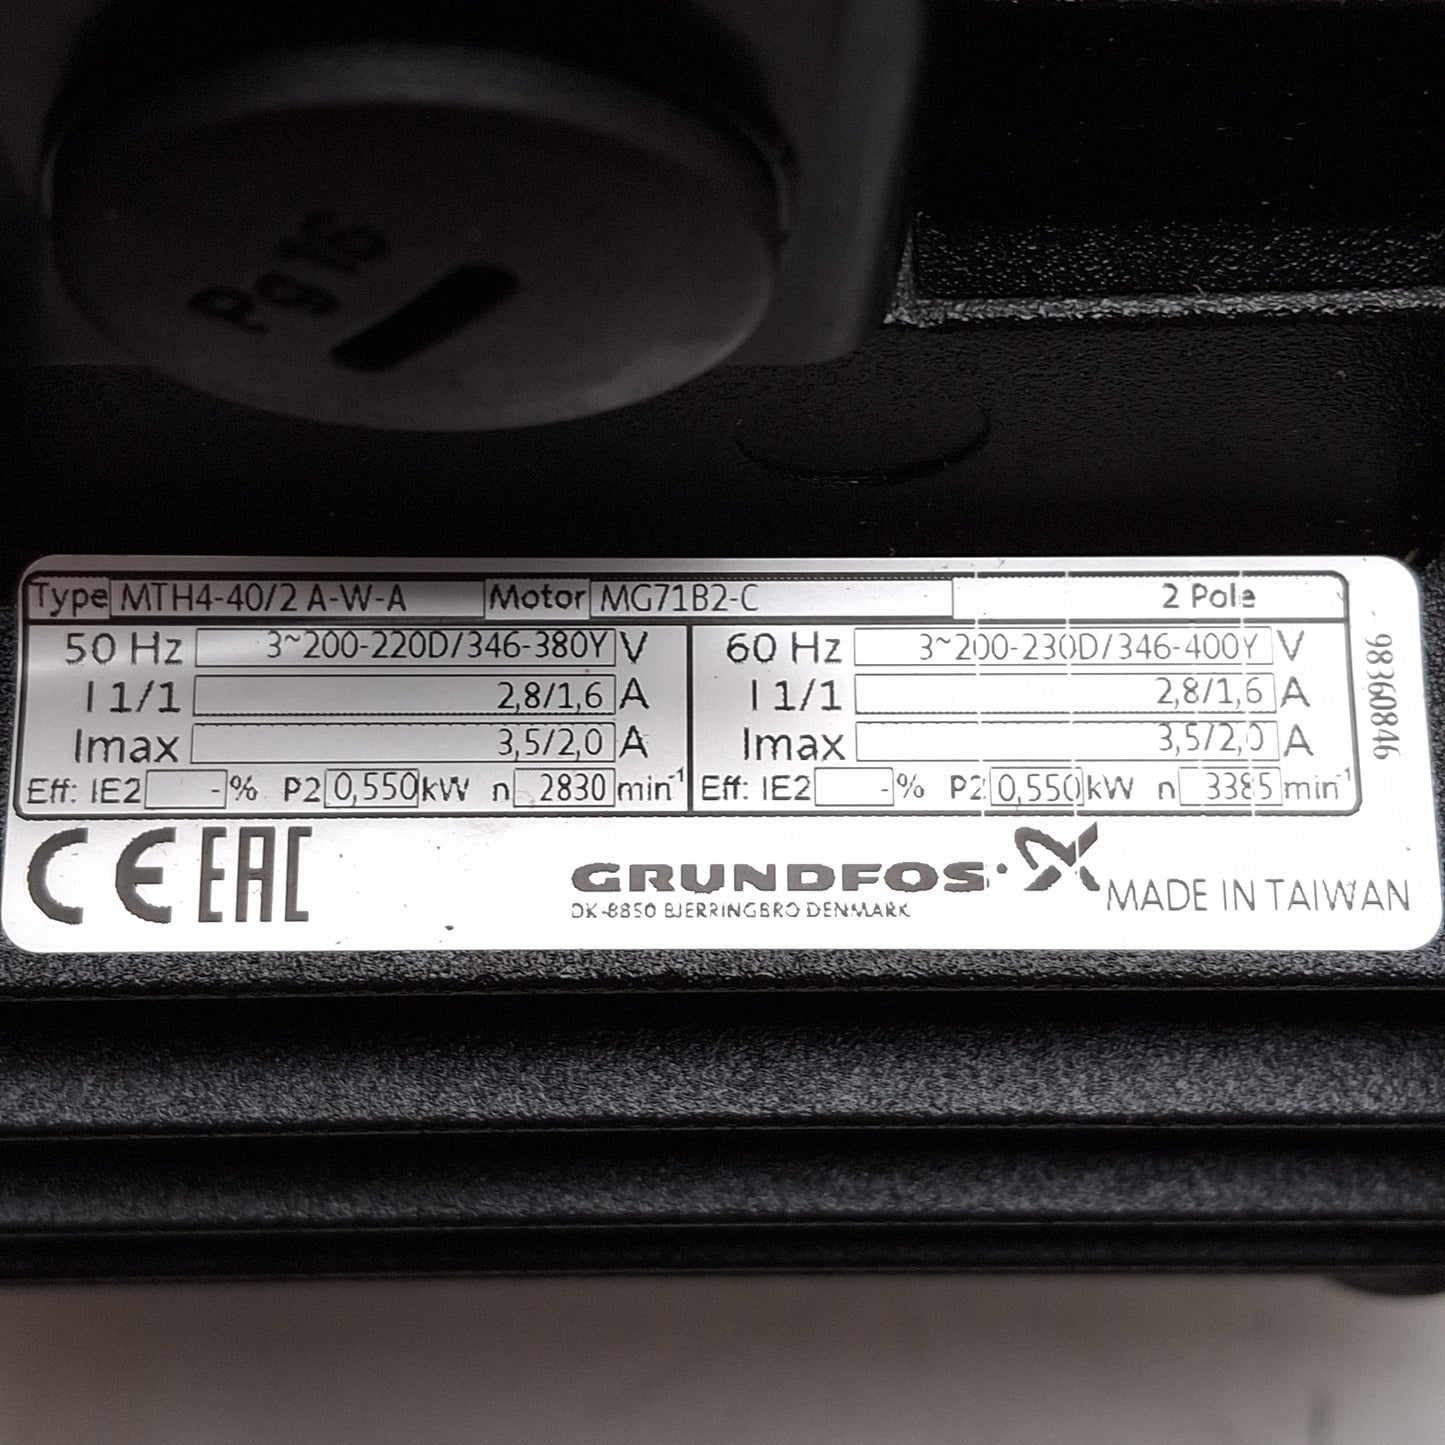 Pg16
Type MTH4-40/2 A-W-A Motor MG71B2-C 2 Pole
50 Hz 3~200-220D/346-380Y V
I 1/1 2,8/1,6 A
Imax 3,5/2,0 A
Eff: IE2 -% P2 0,550 kW n 2830 min-1
60 Hz 3~200-230D/346-400Y V
I 1/1 2,8/1,6 A
Imax 3,5/2,0 A
Eff: IE2 -% P2 0,550 kW n 3385 min-1
98360846
CE EAC
GRUNDFOS
DK-8850 BJERRINGBRO DENMARK
MADE IN TAIWAN